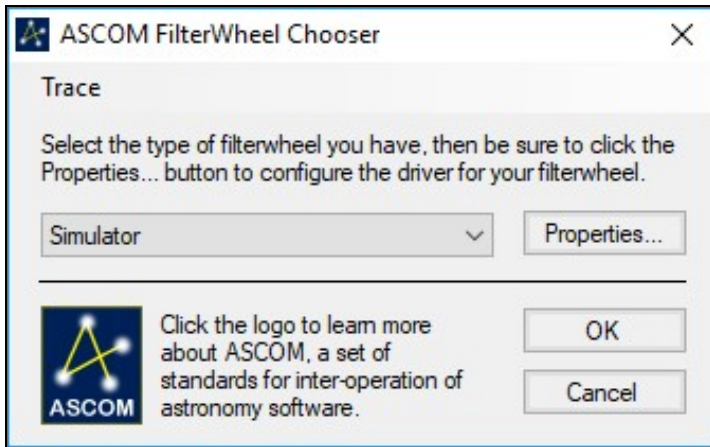 ASCOM FilterWheel Chooser
Trace
Select the type of filterwheel you have, then be sure to click the
Properties... button to configure the driver for your filterwheel.
Simulator
Properties...
Click the logo to learn more
about ASCOM, a set of
standards for inter-operation of
astronomy software.
ASCOM
OK
Cancel